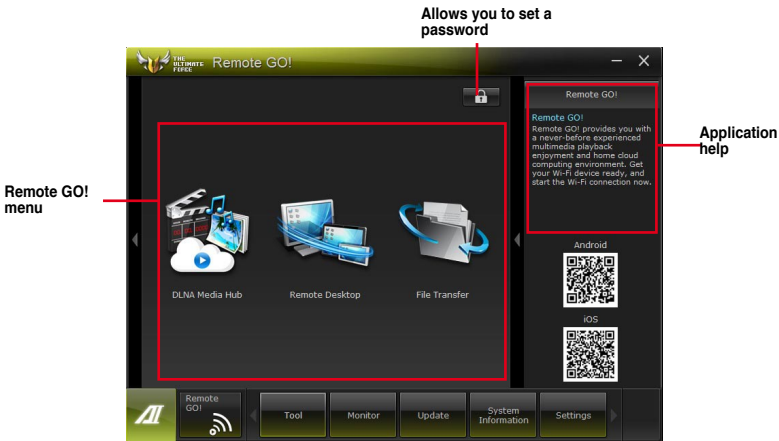 Allows you to set a
password
THE
ULTIMATE
FORCE
Remote GO!
Remote GO!
Remote GO!
Remote GO! provides you with
a never-before experienced
multimedia playback
enjoyment and home cloud
computing environment. Get
your Wi-Fi device ready, and
start the Wi-Fi connection now.
Application
help
Remote GO!
menu
DLNA Media Hub
Remote Desktop
File Transfer
Android
iOS
Remote
GO!
Tool
Monitor
Update
System
Information
Settings